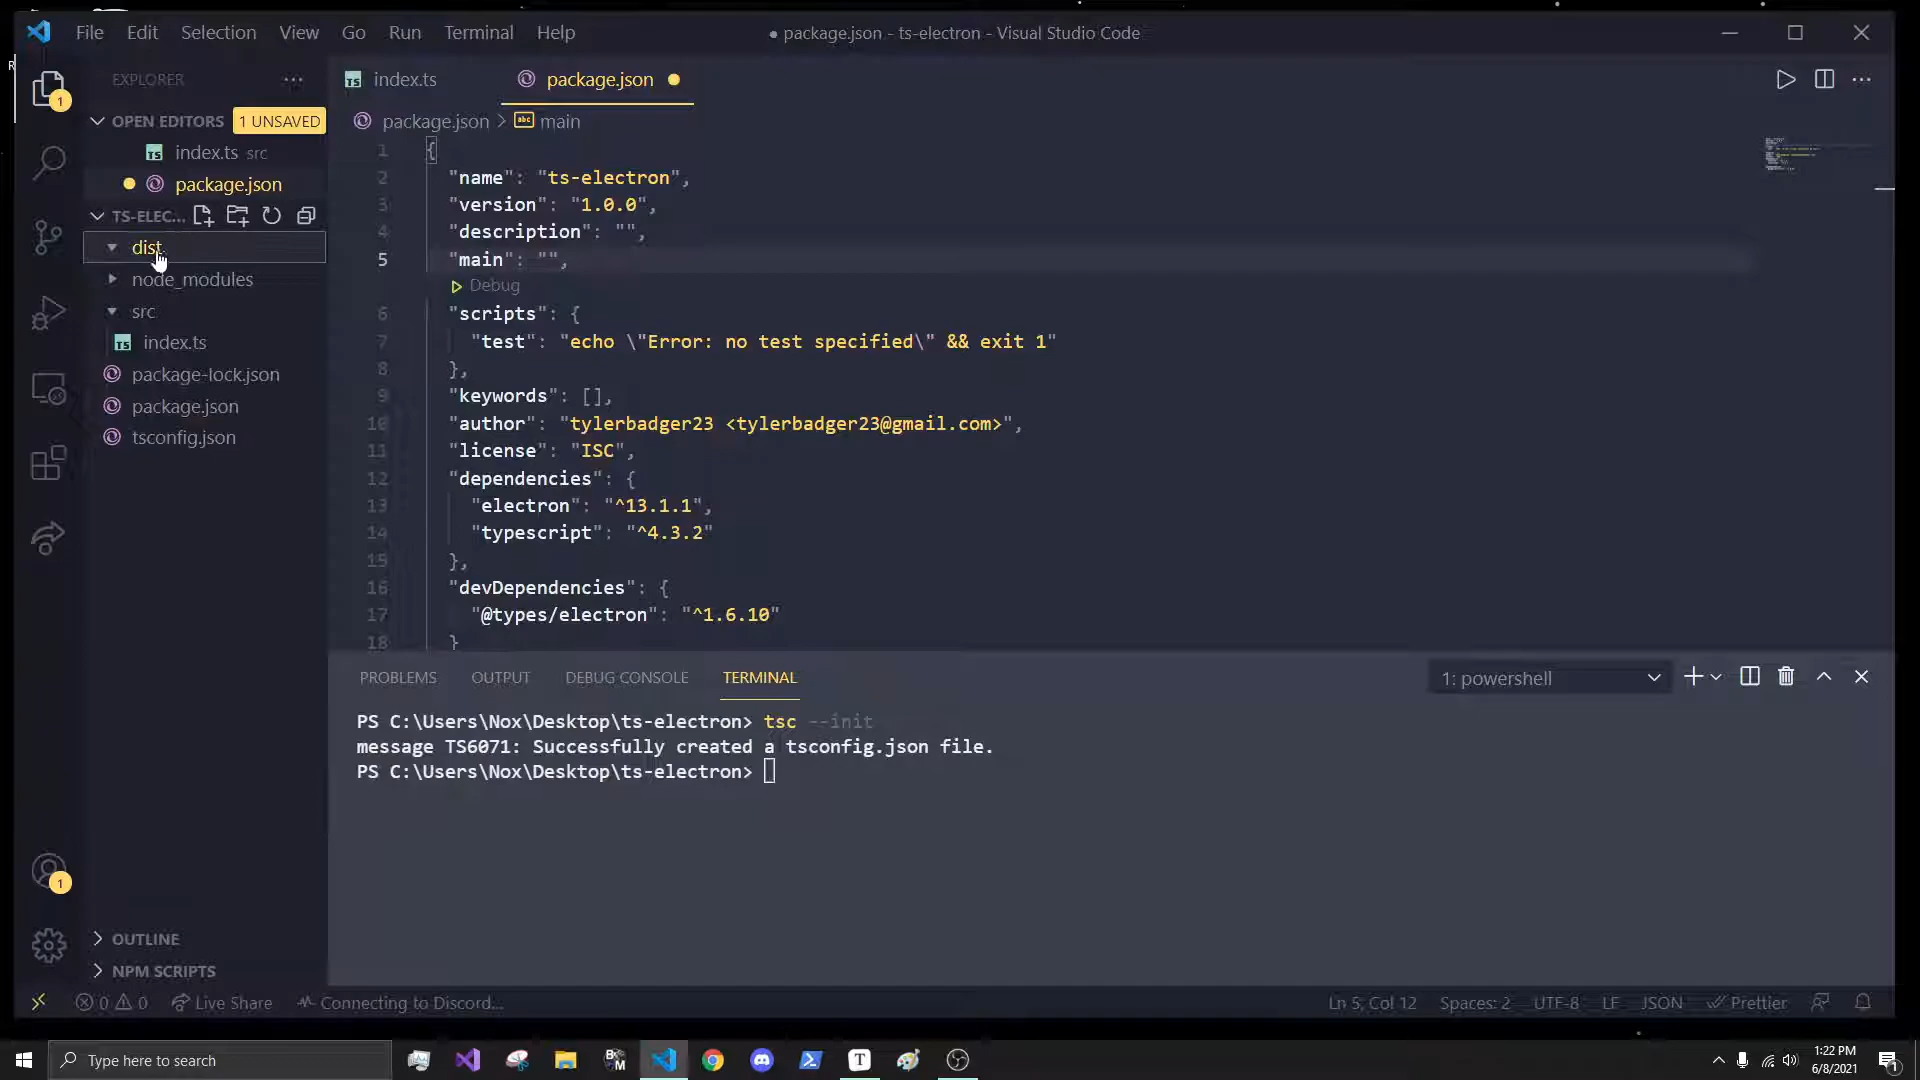 File Edit Selection View Go Run Terminal Help
● package.json - ts-electron - Visual Studio Code
R
EXPLORER
OPEN EDITORS 1 UNSAVED
TS index.ts src
package.json
TS-ELEC...
dist
node_modules
src
TS index.ts
package-lock.json
package.json
tsconfig.json
OUTLINE
NPM SCRIPTS
1
1
TS index.ts
package.json
package.json > abc main
1 {
2 "name": "ts-electron",
3 "version": "1.0.0",
4 "description": "",
5 "main": "",
Debug
6 "scripts": {
7 "test": "echo \"Error: no test specified\" && exit 1"
8 },
9 "keywords": [],
10 "author": "tylerbadger23 <tylerbadger23@gmail.com>",
11 "license": "ISC",
12 "dependencies": {
13 "electron": "^13.1.1",
14 "typescript": "^4.3.2"
15 },
16 "devDependencies": {
17 "@types/electron": "^1.6.10"
18 }
PROBLEMS OUTPUT DEBUG CONSOLE TERMINAL
1: powershell
PS C:\Users\Nox\Desktop\ts-electron> tsc --init
message TS6071: Successfully created a tsconfig.json file.
PS C:\Users\Nox\Desktop\ts-electron>
0 0 Live Share Connecting to Discord...
Ln 5, Col 12 Spaces: 2 UTF-8 LF JSON Prettier
Type here to search
T
1:22 PM
6/8/2021
1